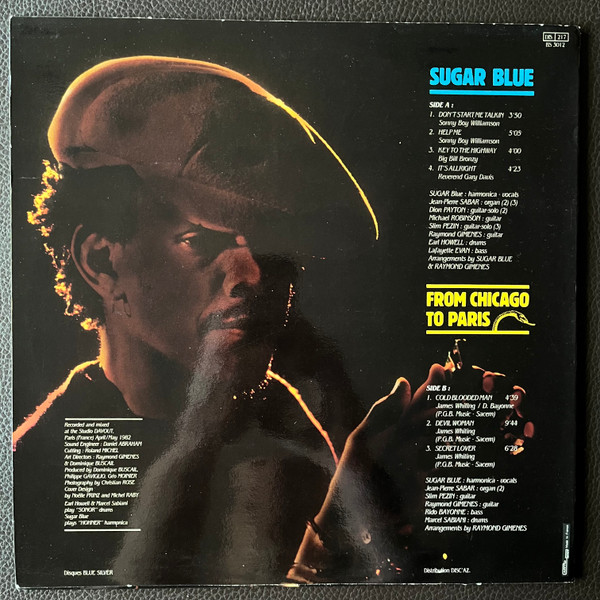 DIS 217
BS 3012
SUGAR BLUE
SIDE A :
1. DON'T START ME TALKIN 3'50
Sonny Boy Williamson
2. HELP ME 5'05
Sonny Boy Williamson
3. KEY TO THE HIGHWAY 4'00
Big Bill Bronzy
4. IT'S ALLRIGHT 4'23
Reverend Gary Davis
SUGAR Blue : harmonica - vocals
Jean-Pierre SABAR : organ (2) (3)
Dion PAYTON : guitar-solo (2)
Michael ROBINSON : guitar
Slim PEZIN : guitar-solo (3)
Raymond GIMENES : guitar
Earl HOWELL : drums
Lafayette EVAN : bass
Arrangements by SUGAR BLUE
& RAYMOND GIMENES
FROM CHICAGO
TO PARIS
SIDE B :
1. COLD BLOODED MAN 4'39
James Whiting / D. Bayonne
(P.G.B. Music - Sacem)
2. DEVIL WOMAN 9'44
James Whiting
(P.G.B. Music - Sacem)
3. SECRET LOVER 6'28
James Whiting
(P.G.B. Music - Sacem)
SUGAR BLUE : harmonica - vocals
Jean-Pierre SABAR : organ (2)
Slim PEZIN : guitar
Raymond GIMENES : guitar
Rido BAYONNE : bass
Marcel SABIANI : drums
Arrangements by RAYMOND GIMENES
Recorded and mixed
at the Studio DAVOUT,
Paris (France) April/May 1982
Sound Engineer : Daniel ABRAHAM
Cutting : Roland MICHEL
Art Directors : Raymond GIMENES
& Dominique BUSCAIL
Produced by Dominique BUSCAIL
Philippe GAVIGLIO, Géo MOINIER
Photography by Christian ROSE
Cover Design
by Noëlle PRINZ and Michel RABY
Earl Howell & Marcel Sabiani
play "SONOR" drums
Sugar Blue
plays "HOHNER" harmonica
Disques BLUE SILVER
Distribution DISC'AZ.